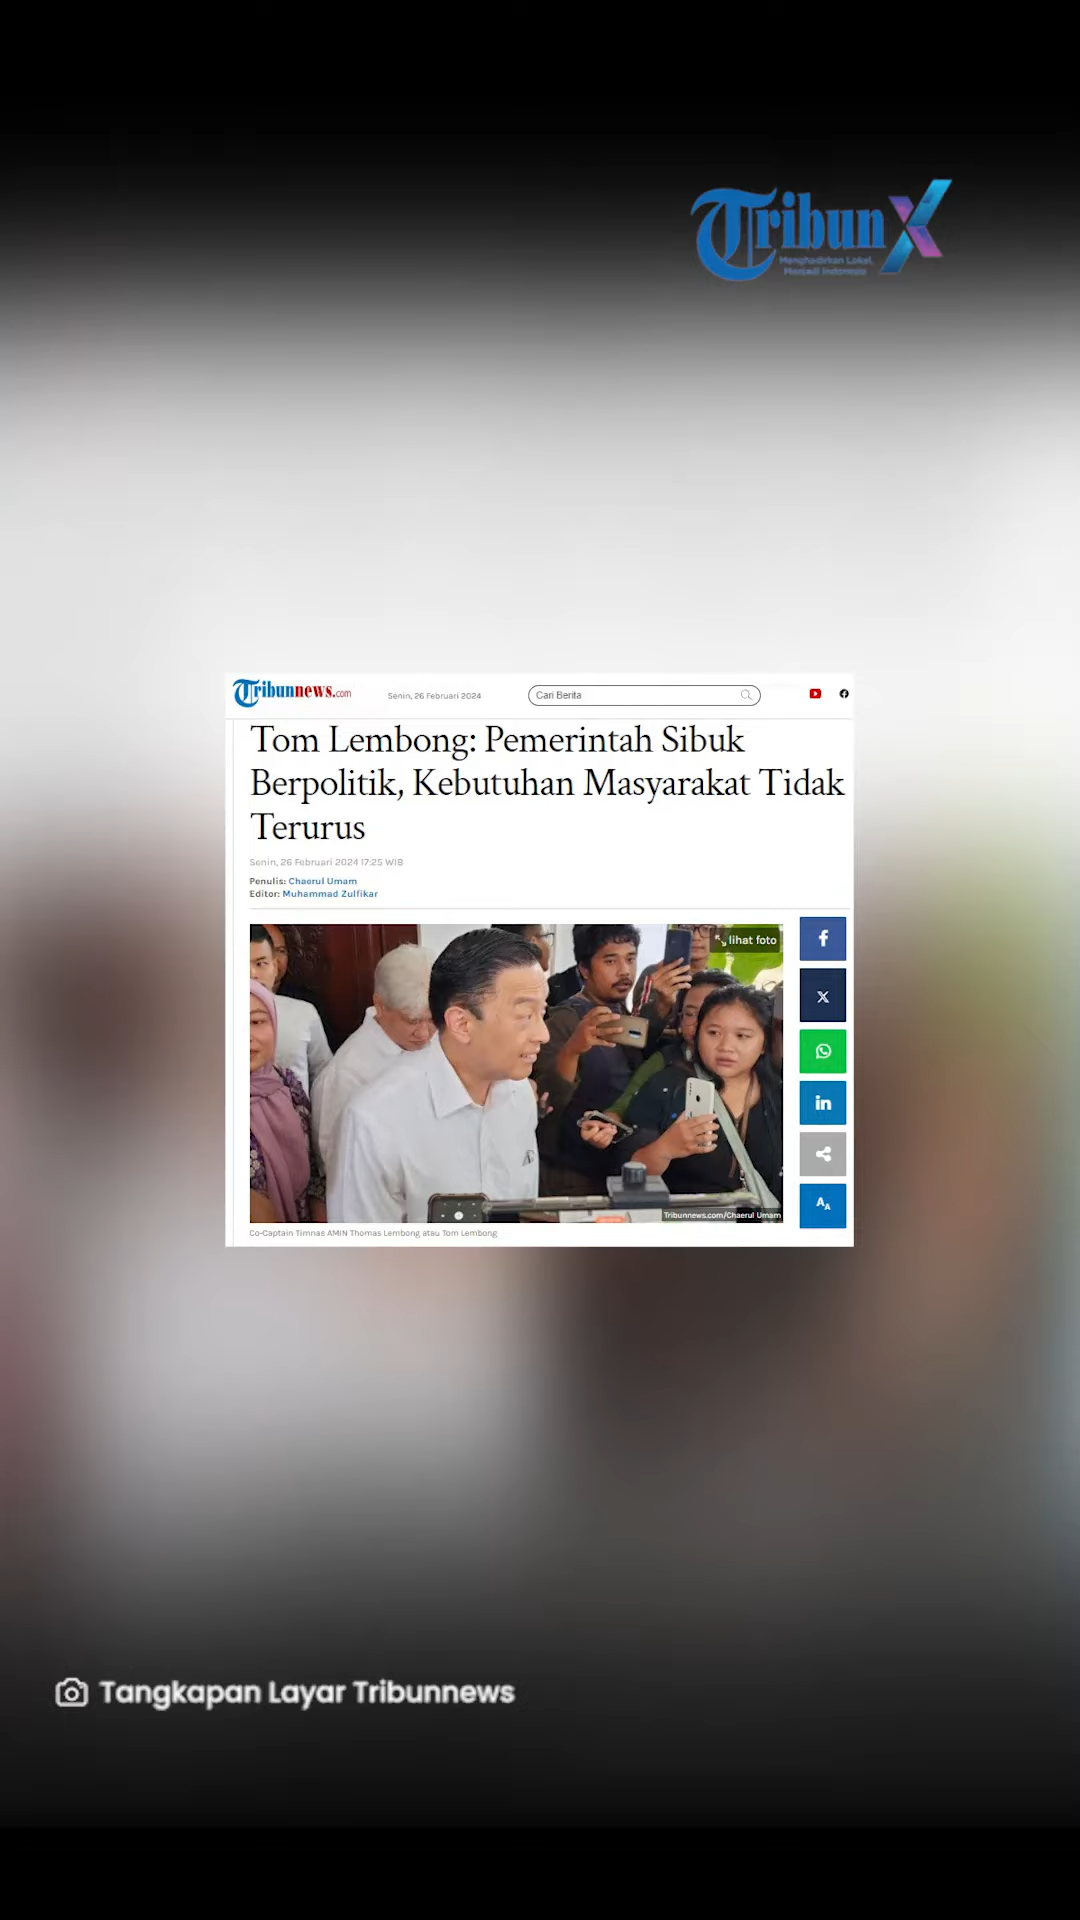 TribunX
Menghadirkan Lokal,
Menjadi Indonesia
Tribunnews.com
Senin, 26 Februari 2024
Cari Berita
Tom Lembong: Pemerintah Sibuk
Berpolitik, Kebutuhan Masyarakat Tidak
Terurus
Senin, 26 Februari 2024 17:25 WIB
Penulis: Chaerul Umam
Editor: Muhammad Zulfikar
lihat foto
Tribunnews.com/Chaerul Umam
Co-Captain Timnas AMIN Thomas Lembong atau Tom Lembong
Tangkapan Layar Tribunnews